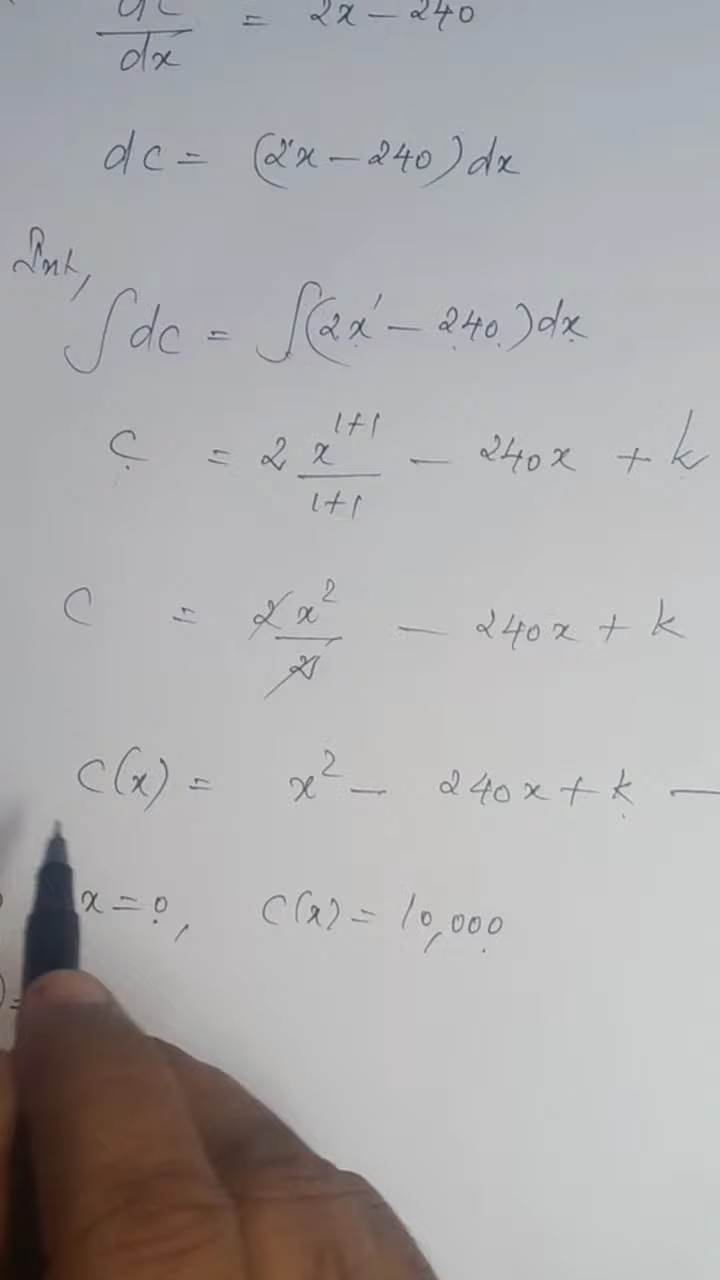 dc/dx = 2x - 240
dc = (2x - 240)dx
Int,
∫dc = ∫(2x¹ - 240)dx
C = 2 x^(1+1)/(1+1) - 240x + k
C = 2x²/2 - 240x + k
C(x) = x² - 240x + k —
x = 0, C(x) = 10,000
) =